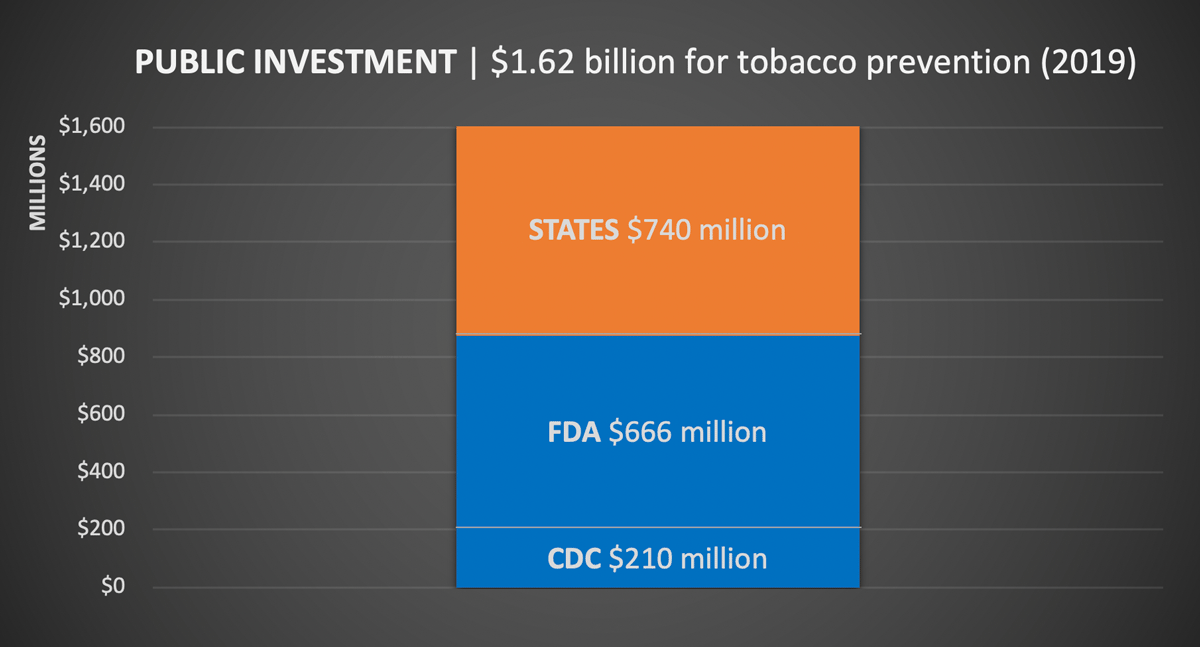 PUBLIC INVESTMENT | $1.62 billion for tobacco prevention (2019)
MILLIONS
$1,600
$1,400
$1,200
$1,000
$800
$600
$400
$200
$0
STATES $740 million
FDA $666 million
CDC $210 million